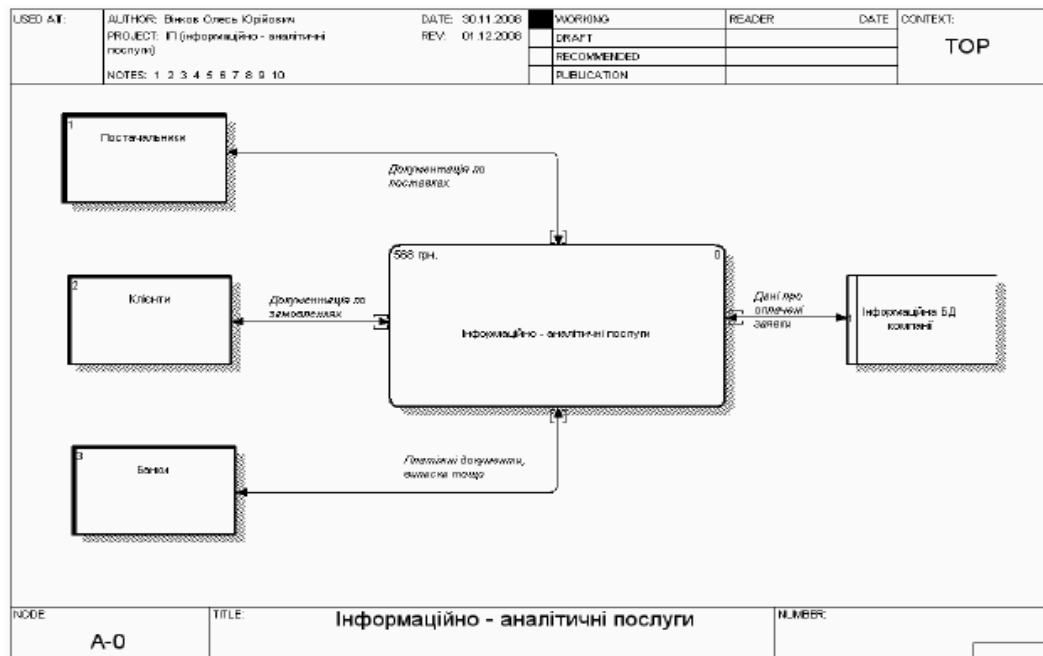 USED AT:
AUTHOR: Вінков Олесь Юрійович
DATE: 30.11.2008
WORKING
READER
DATE
CONTEXT:
PROJECT: ІП (інформаційно - аналітичні
послуги)
REV: 01.12.2008
DRAFT
TOP
RECOMMENDED
NOTES: 1 2 3 4 5 6 7 8 9 10
PUBLICATION
1
Постачальники
Документація по
поставках
568 грн.
0
2
Клієнти
Документація по
замовленнях
Інформаційно - аналітичні послуги
Дані про
оплачені
заявки
Інформаційна БД
компанії
3
Банки
Платіжні документи,
виписка тощо
NODE:
TITLE:
Інформаційно - аналітичні послуги
NUMBER:
A-0